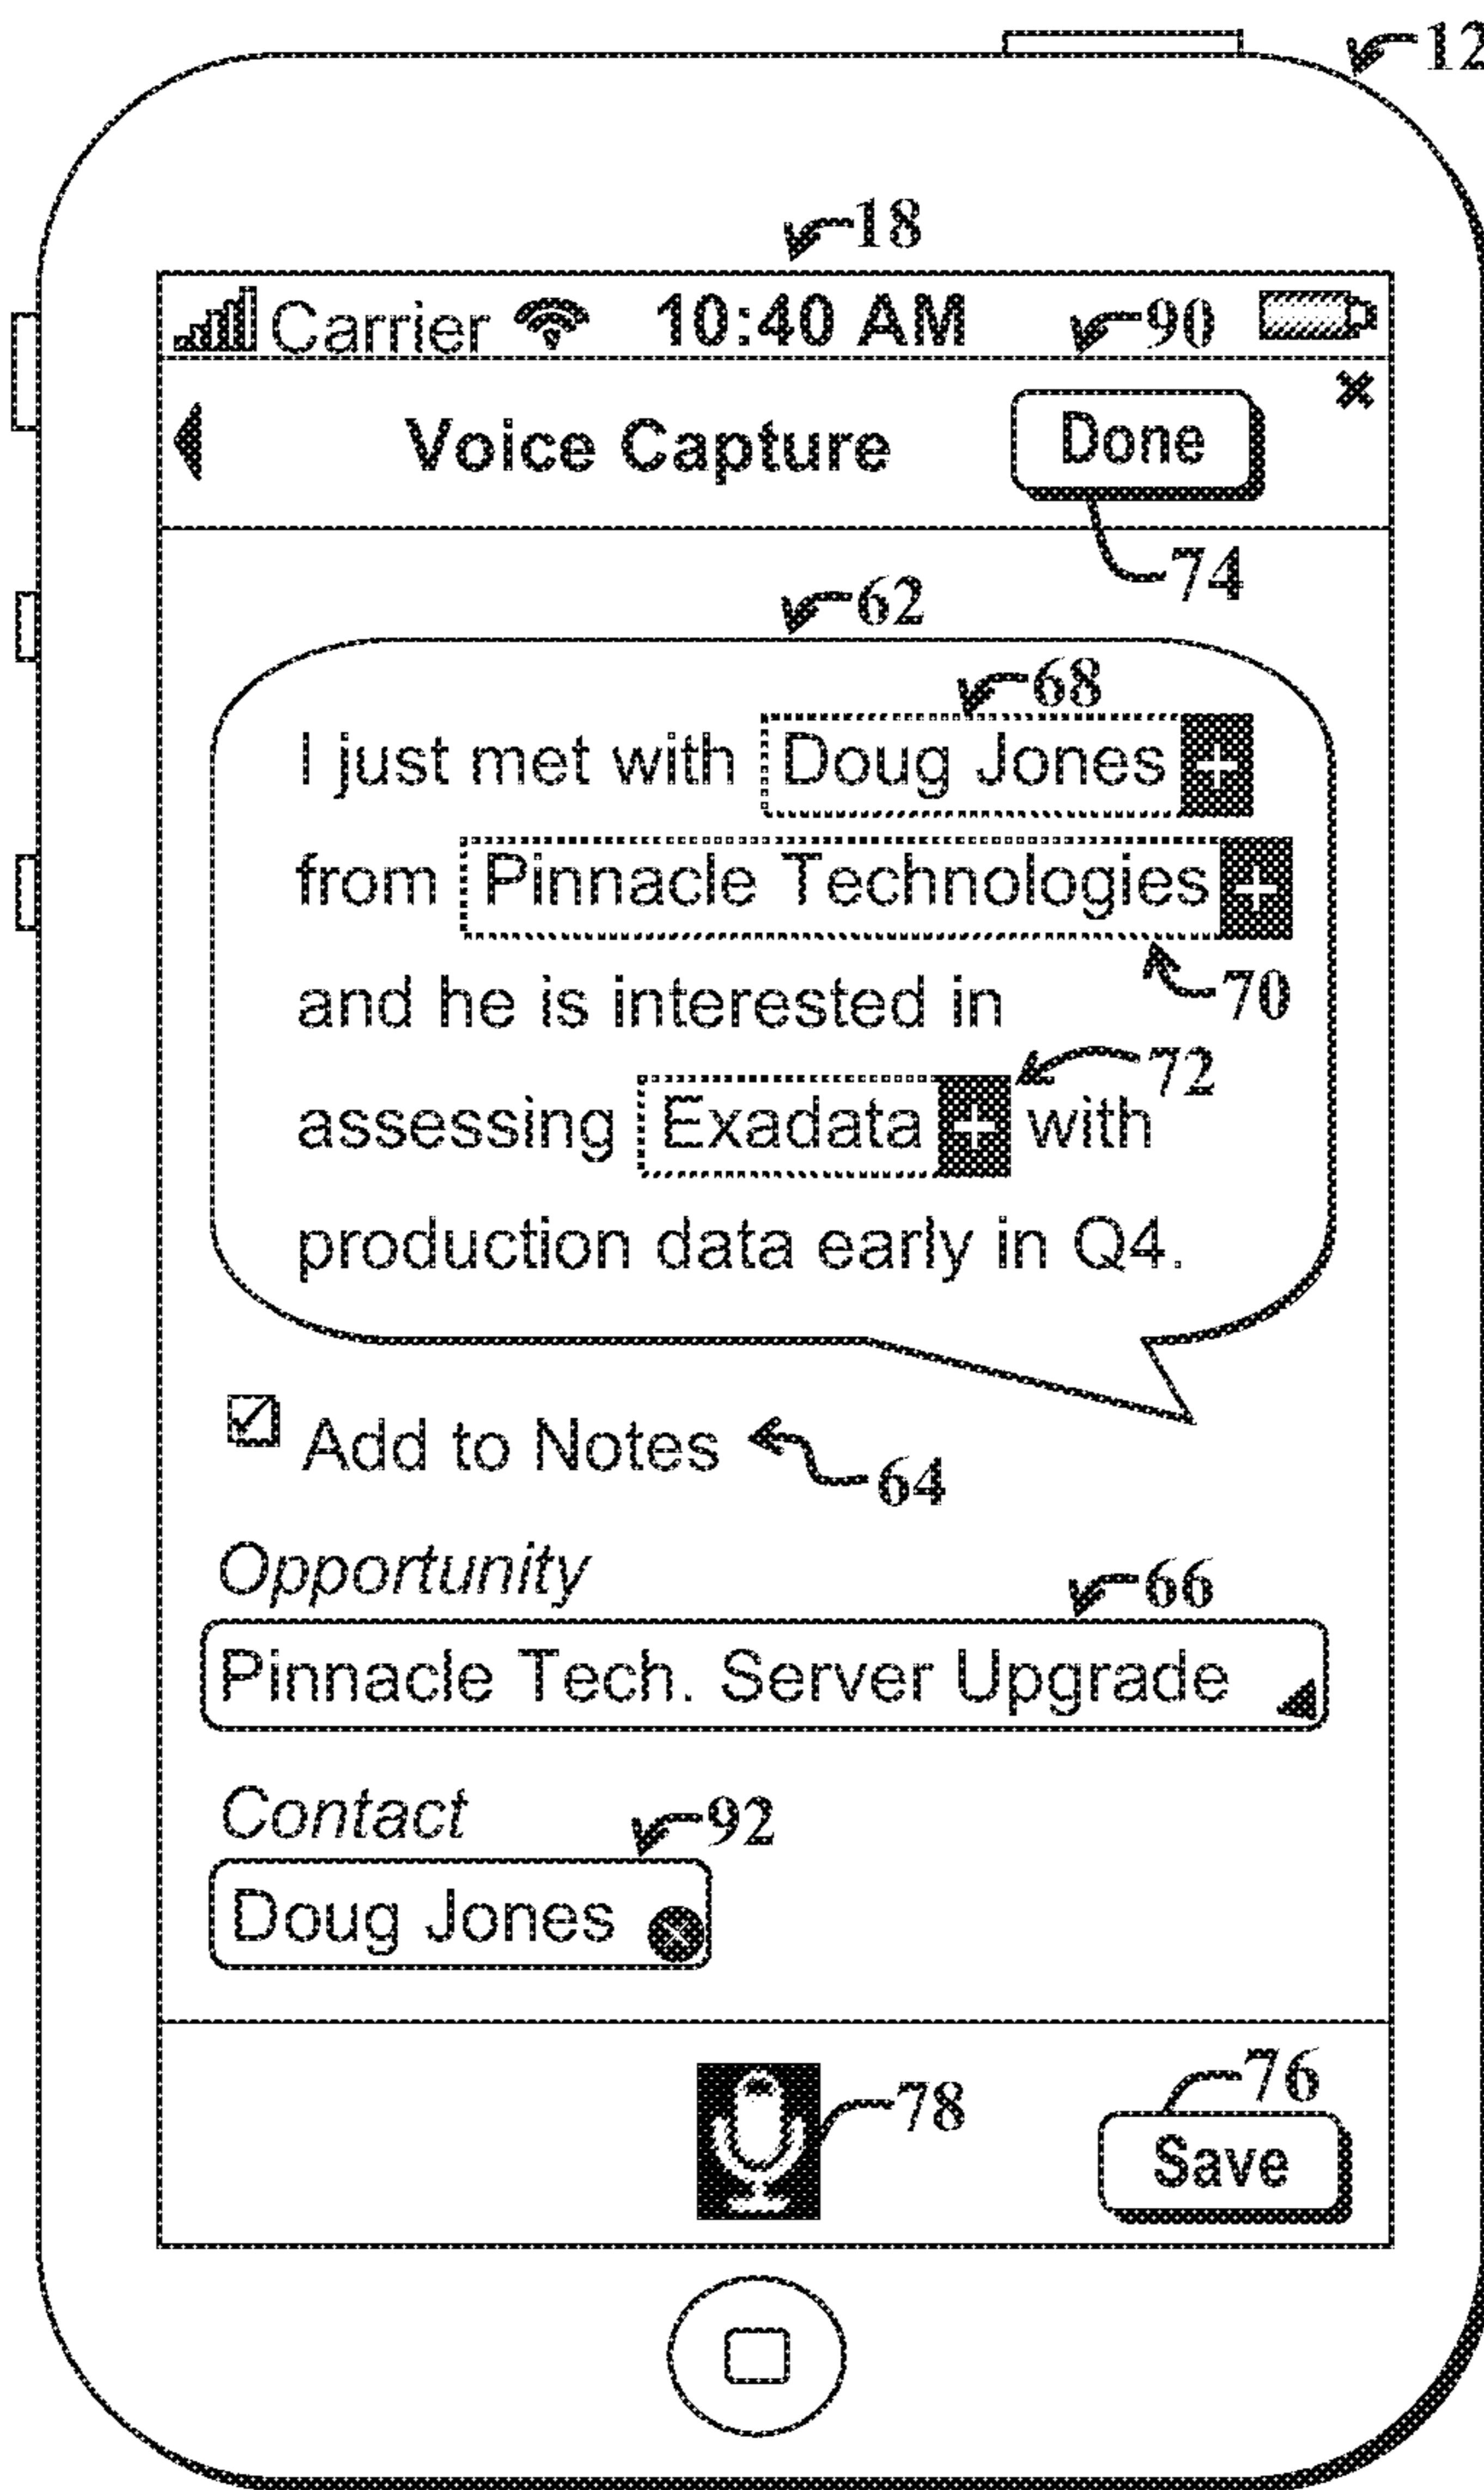 12
18
Carrier 10:40 AM
90
Voice Capture Done
74
62
68
I just met with Doug Jones +
from Pinnacle Technologies +
70
and he is interested in
72
assessing Exadata + with
production data early in Q4.
Add to Notes
64
Opportunity
66
Pinnacle Tech. Server Upgrade
Contact
92
Doug Jones
78
76
Save